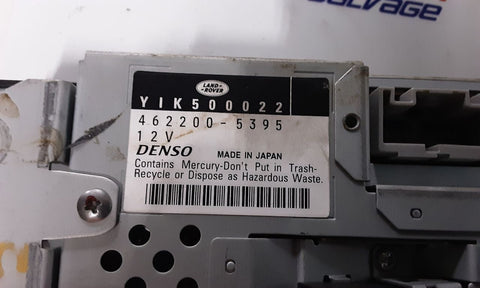 Salvage
LAND-
ROVER
YIK500022
462200-5395
12V
DENSO MADE IN JAPAN
Contains Mercury-Don't Put in Trash-
Recycle or Dispose as Hazardous Waste.